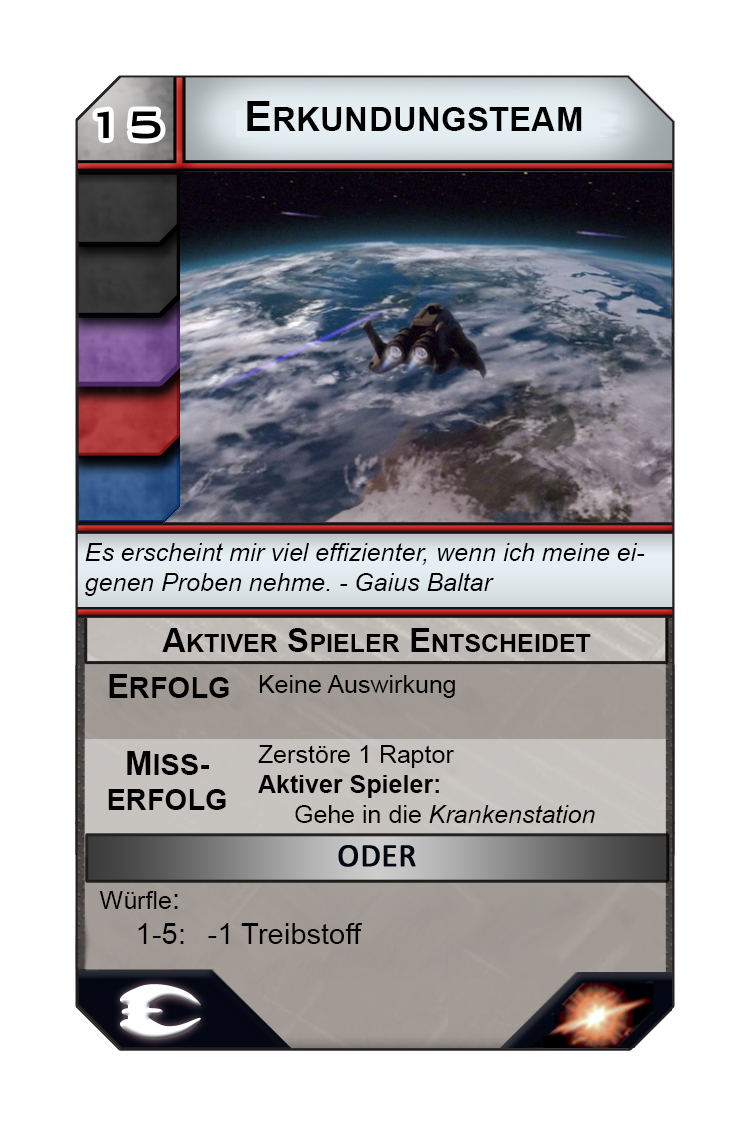 15
ERKUNDUNGSTEAM
Es erscheint mir viel effizienter, wenn ich meine ei-
genen Proben nehme. - Gaius Baltar
AKTIVER SPIELER ENTSCHEIDET
ERFOLG Keine Auswirkung
MISS-
ERFOLG
Zerstöre 1 Raptor
Aktiver Spieler:
Gehe in die Krankenstation
ODER
Würfle:
1-5: -1 Treibstoff